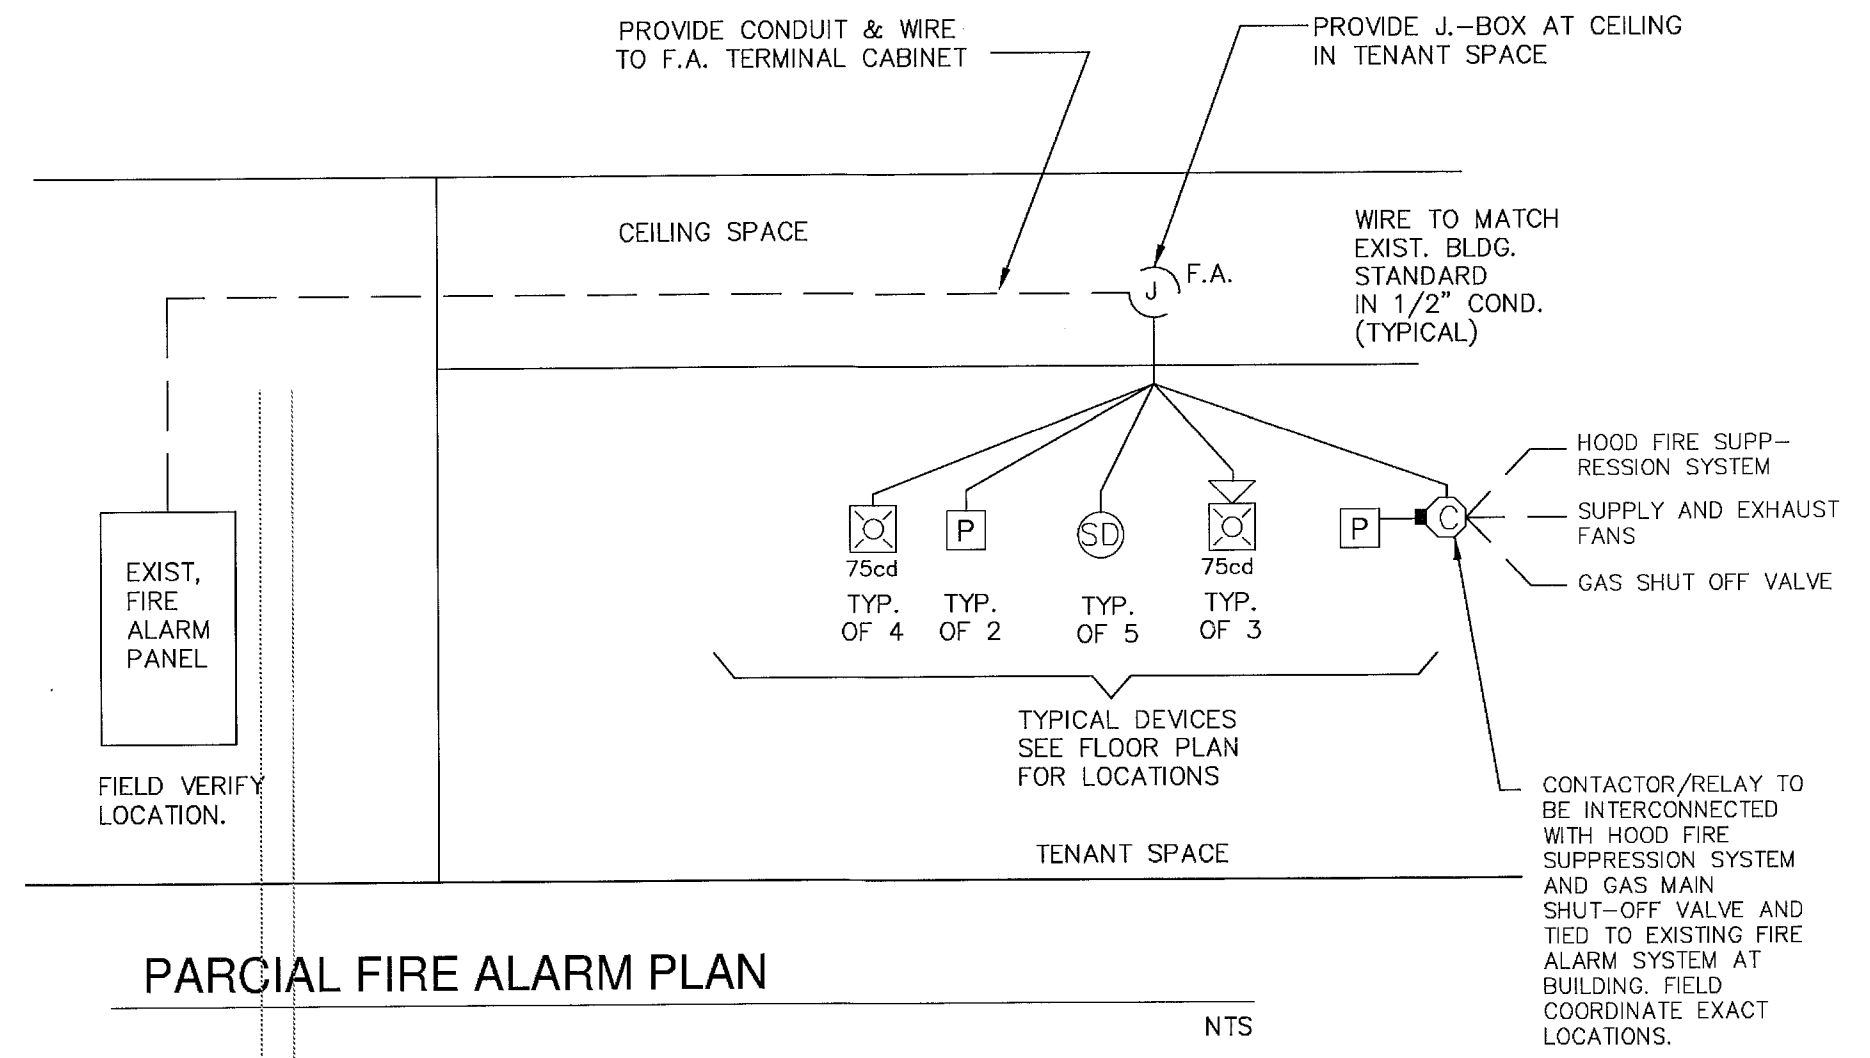 PROVIDE CONDUIT & WIRE
TO F.A. TERMINAL CABINET
PROVIDE J.-BOX AT CEILING
IN TENANT SPACE
CEILING SPACE
WIRE TO MATCH
EXIST. BLDG.
STANDARD
IN 1/2" COND.
(TYPICAL)
J
F.A.
EXIST,
FIRE
ALARM
PANEL
FIELD VERIFY
LOCATION.
75cd
TYP.
OF 4
P
TYP.
OF 2
SD
TYP.
OF 5
75cd
TYP.
OF 3
P
C
HOOD FIRE SUPP-
RESSION SYSTEM
SUPPLY AND EXHAUST
FANS
GAS SHUT OFF VALVE
TYPICAL DEVICES
SEE FLOOR PLAN
FOR LOCATIONS
TENANT SPACE
CONTACTOR/RELAY TO
BE INTERCONNECTED
WITH HOOD FIRE
SUPPRESSION SYSTEM
AND GAS MAIN
SHUT-OFF VALVE AND
TIED TO EXISTING FIRE
ALARM SYSTEM AT
BUILDING. FIELD
COORDINATE EXACT
LOCATIONS.
PARCIAL FIRE ALARM PLAN
NTS